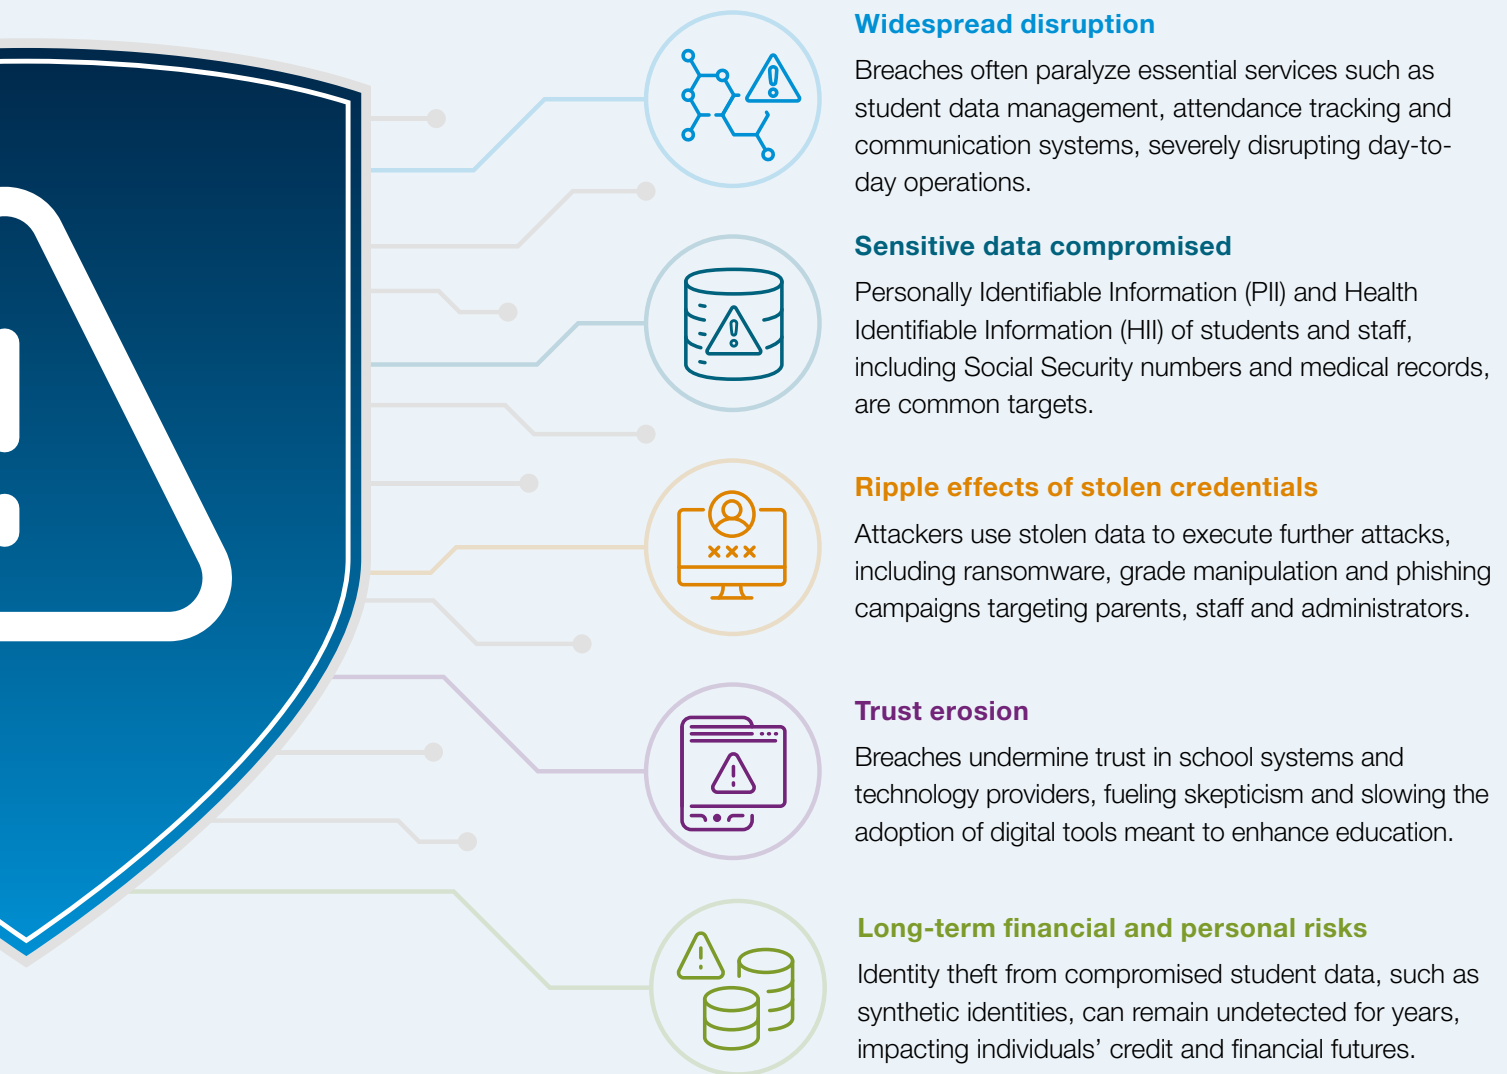 Widespread disruption
Breaches often paralyze essential services such as
student data management, attendance tracking and
communication systems, severely disrupting day-to-
day operations.
Sensitive data compromised
Personally Identifiable Information (PII) and Health
Identifiable Information (HII) of students and staff,
including Social Security numbers and medical records,
are common targets.
Ripple effects of stolen credentials
Attackers use stolen data to execute further attacks,
including ransomware, grade manipulation and phishing
campaigns targeting parents, staff and administrators.
Trust erosion
Breaches undermine trust in school systems and
technology providers, fueling skepticism and slowing the
adoption of digital tools meant to enhance education.
Long-term financial and personal risks
Identity theft from compromised student data, such as
synthetic identities, can remain undetected for years,
impacting individuals’ credit and financial futures.